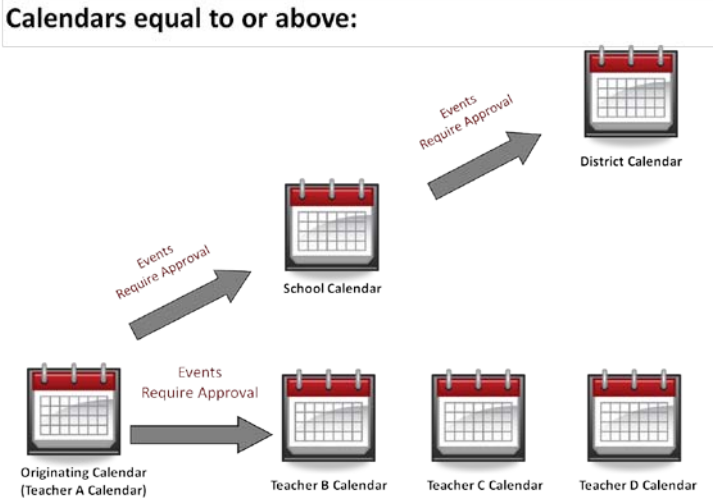 Calendars equal to or above:
Events
Require Approval
District Calendar
Events
Require Approval
School Calendar
Events
Require Approval
Originating Calendar
(Teacher A Calendar)
Teacher B Calendar
Teacher C Calendar
Teacher D Calendar